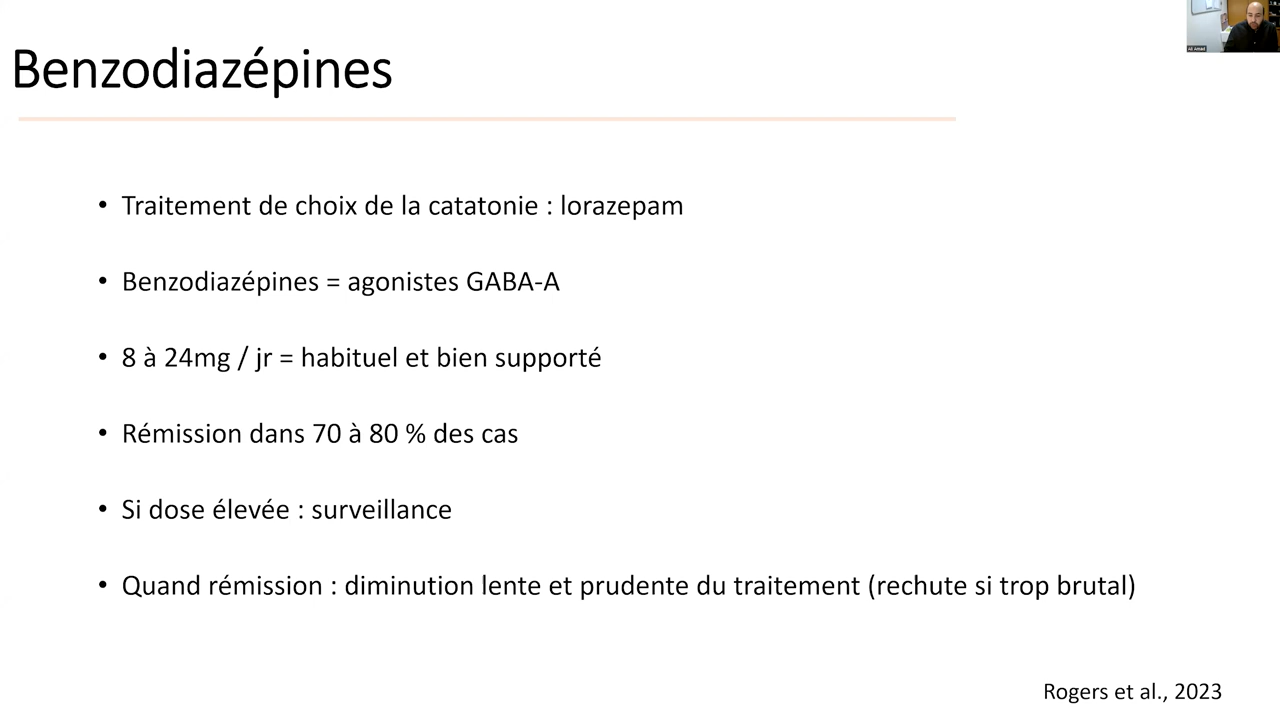 Benzodiazépines
• Traitement de choix de la catatonie : lorazepam
• Benzodiazépines = agonistes GABA-A
• 8 à 24mg / jr = habituel et bien supporté
• Rémission dans 70 à 80 % des cas
• Si dose élevée : surveillance
• Quand rémission : diminution lente et prudente du traitement (rechute si trop brutal)
Rogers et al., 2023